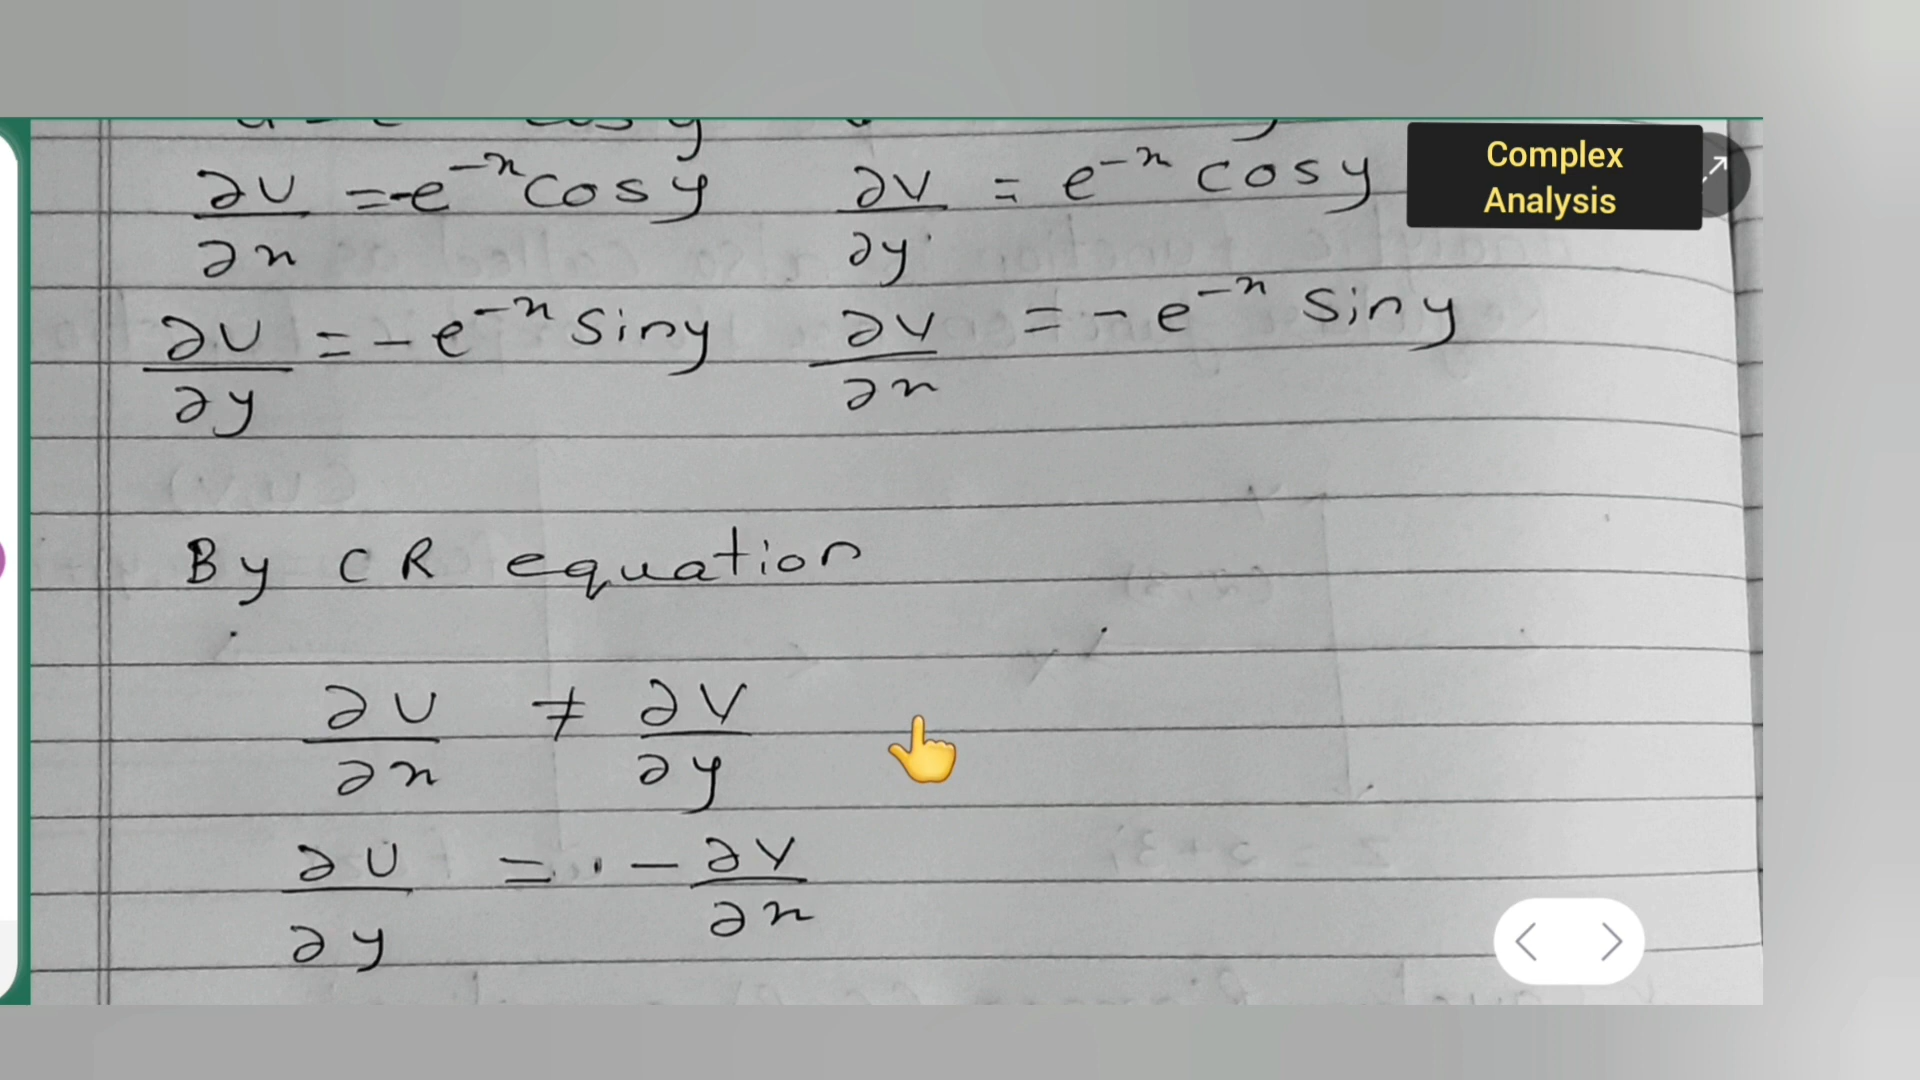 Complex
Analysis
∂U/∂x = -e^-x cos y    ∂V/∂y = e^-x cos y
∂U/∂y = -e^-x sin y    ∂V/∂x = -e^-x sin y
By CR equation
∂U/∂x ≠ ∂V/∂y
∂U/∂y = - ∂V/∂x